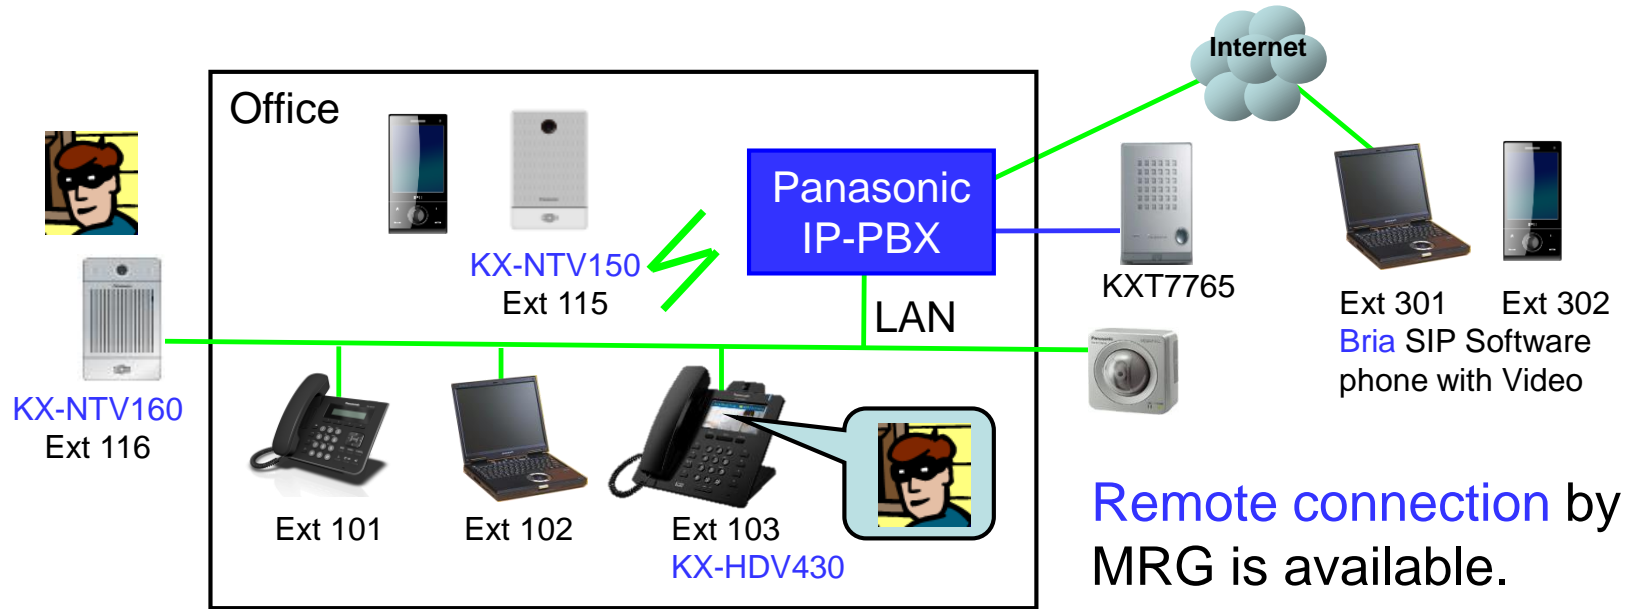 Internet
Office
Panasonic
IP-PBX
KX-NTV150
Ext 115
KXT7765
LAN
Ext 301
Ext 302
Bria SIP Software
phone with Video
KX-NTV160
Ext 116
Ext 101
Ext 102
Ext 103
KX-HDV430
Remote connection by
MRG is available.